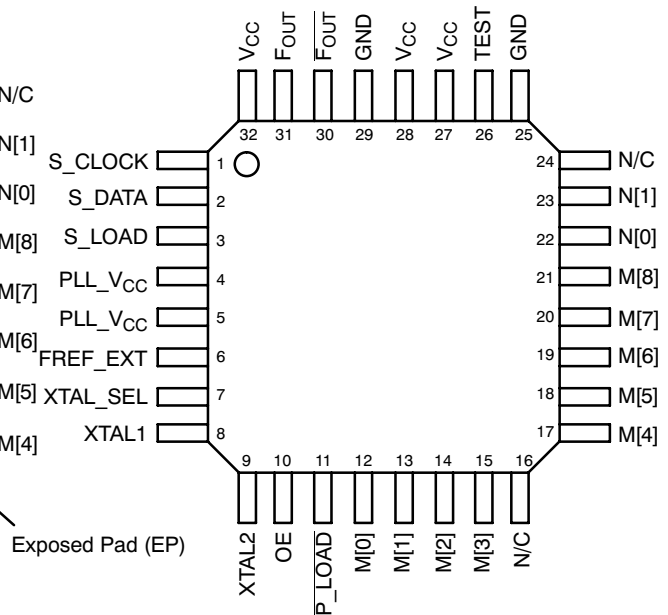 VCC
FOUT
FOUT
GND
VCC
VCC
TEST
GND
32
31
30
29
28
27
26
25
N/C
N[1]
N[0]
M[8]
M[7]
M[6]
M[5]
M[4]
Exposed Pad (EP)
S_CLOCK 1
S_DATA 2
S_LOAD 3
PLL_VCC 4
PLL_VCC 5
FREF_EXT 6
XTAL_SEL 7
XTAL1 8
24 N/C
23 N[1]
22 N[0]
21 M[8]
20 M[7]
19 M[6]
18 M[5]
17 M[4]
9
10
11
12
13
14
15
16
XTAL2
OE
P_LOAD
M[0]
M[1]
M[2]
M[3]
N/C